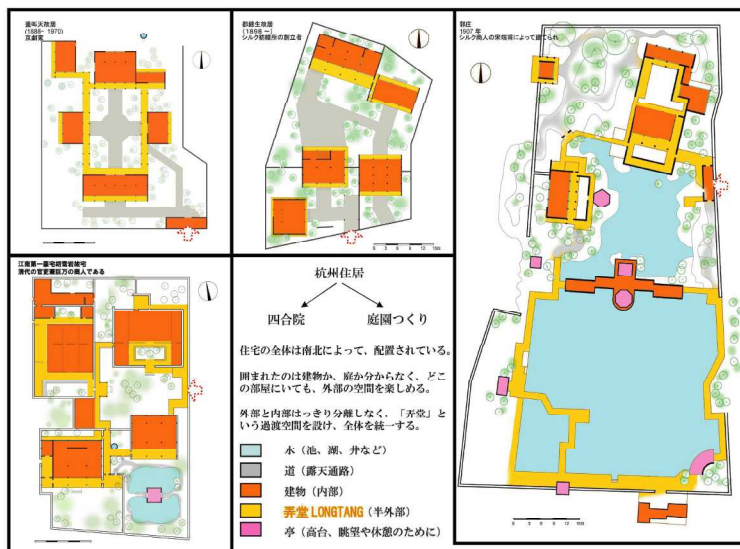 蓋叫天故居
(1888- 1970)
京劇家
都錦生故居
(1898 ~ )
シルク紡織所の創立者
郭庄
1907 年
シルク商人の宋端甫によって建てられ
江南第一豪宅胡雪岩故宅
清代の官吏兼巨万の商人である
杭州住居
四合院
庭園つくり
住宅の全体は南北によって、配置されている。
囲まれたのは建物か、庭か分からなく、どこ
の部屋にいても、外部の空間を楽しめる。
外部と内部はっきり分離しなく、「弄堂」と
いう過渡空間を設け、全体を統一する。
水（池、湖、井など）
道（露天通路）
建物（内部）
弄堂 LONGTANG（半外部）
亭（高台、眺望や休憩のために）
0 3 6 9 12 15m